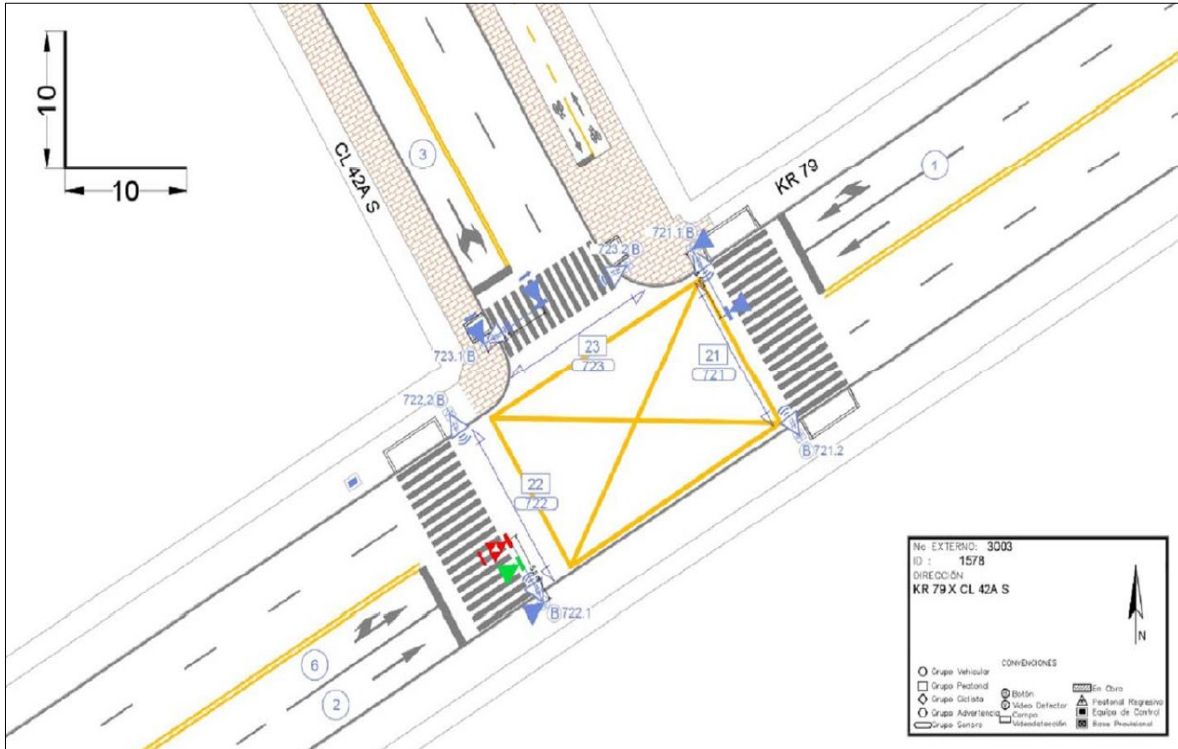 10
10
CL 42A S
3
KR 79
1
723.2 B
721.1 B
723.1 B
23
723
21
721
722.2 B
B 721.2
22
722
B 722.1
6
2
No EXTERNO: 3003
ID : 1578
DIRECCIÓN
KR 79 X CL 42A S
N
CONVENCIONES
Grupo Vehicular
Grupo Peatonal
Grupo Ciclista
Grupo Advertencia
Grupo Sonoro
Botón
Video Detector
Campo
Videodetección
En Obra
Peatonal Regresivo
Equipo de Control
Base Provisional